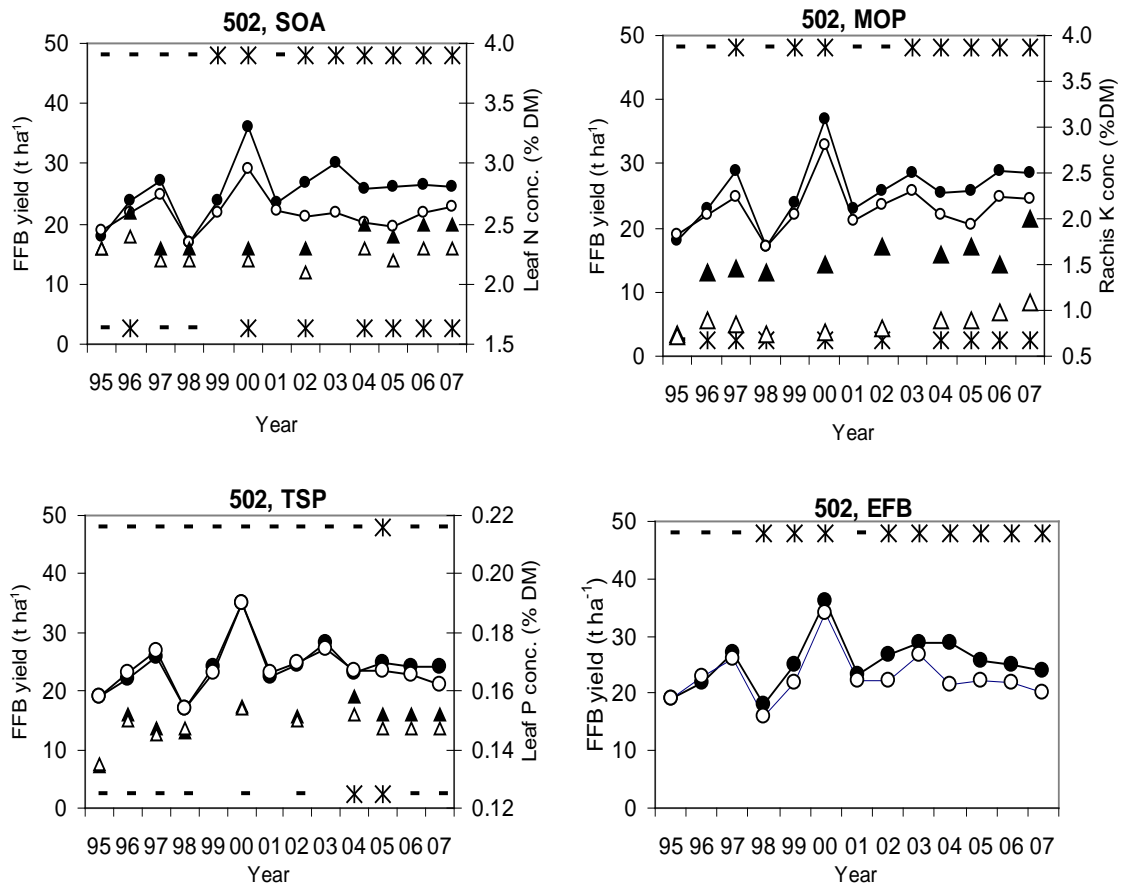 502, SOA
50
40
30
20
10
0
FFB yield (t ha-1)
4.0
3.5
3.0
2.5
2.0
1.5
Leaf N conc. (% DM)
95 96 97 98 99 00 01 02 03 04 05 06 07
Year
502, MOP
50
40
30
20
10
0
FFB yield (t ha-1)
4.0
3.5
3.0
2.5
2.0
1.5
1.0
0.5
Rachis K conc (%DM)
95 96 97 98 99 00 01 02 03 04 05 06 07
Year
502, TSP
50
40
30
20
10
0
FFB yield (t ha-1)
0.22
0.20
0.18
0.16
0.14
0.12
Leaf P conc. (% DM)
95 96 97 98 99 00 01 02 03 04 05 06 07
Year
502, EFB
50
40
30
20
10
0
FFB yield (t ha-1)
95 96 97 98 99 00 01 02 03 04 05 06 07
Year